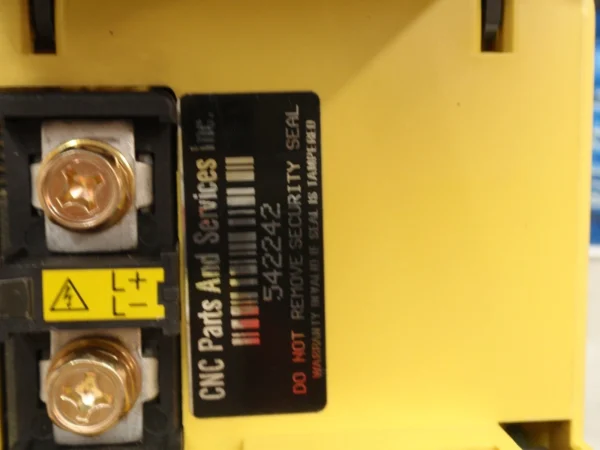 CNC Parts And Services Inc.
542242
DO NOT REMOVE SECURITY SEAL
WARRANTY INVALID IF SEAL IS TAMPERED
L+
L-